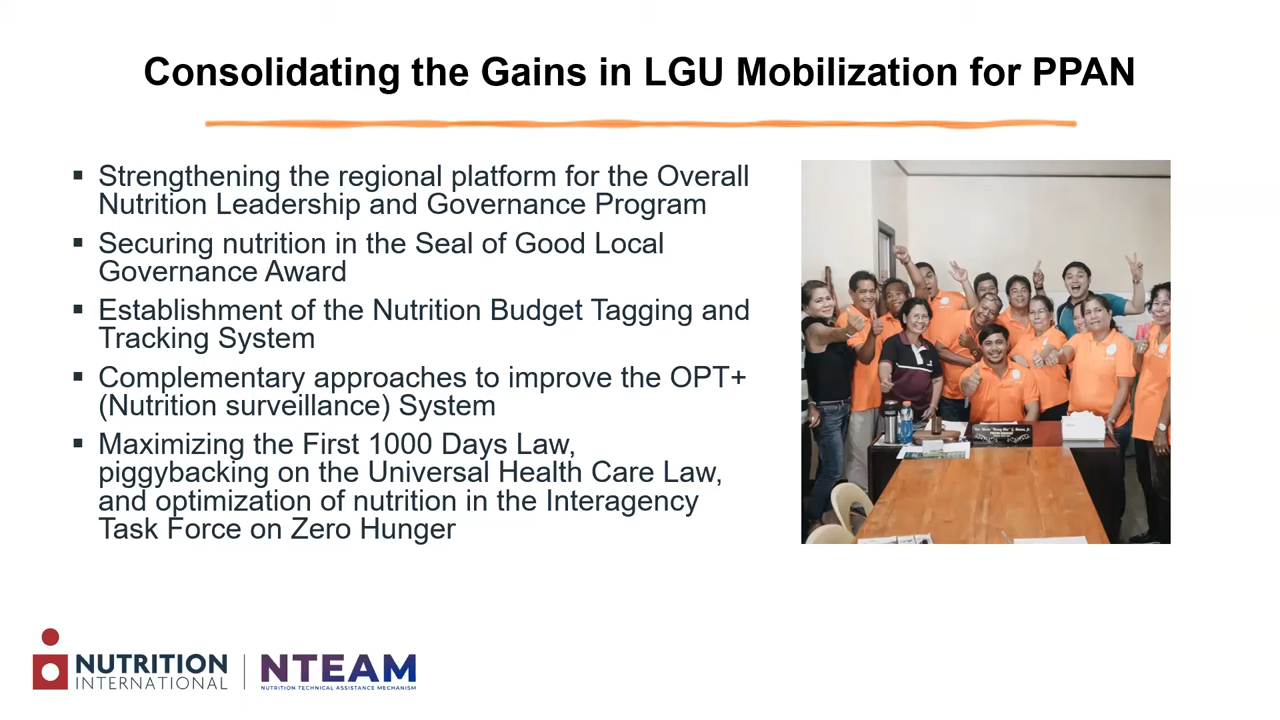 Consolidating the Gains in LGU Mobilization for PPAN
▪ Strengthening the regional platform for the Overall
Nutrition Leadership and Governance Program
▪ Securing nutrition in the Seal of Good Local
Governance Award
▪ Establishment of the Nutrition Budget Tagging and
Tracking System
▪ Complementary approaches to improve the OPT+
(Nutrition surveillance) System
▪ Maximizing the First 1000 Days Law,
piggybacking on the Universal Health Care Law,
and optimization of nutrition in the Interagency
Task Force on Zero Hunger
NUTRITION
INTERNATIONAL
NTEAM
NUTRITION TECHNICAL ASSISTANCE MECHANISM